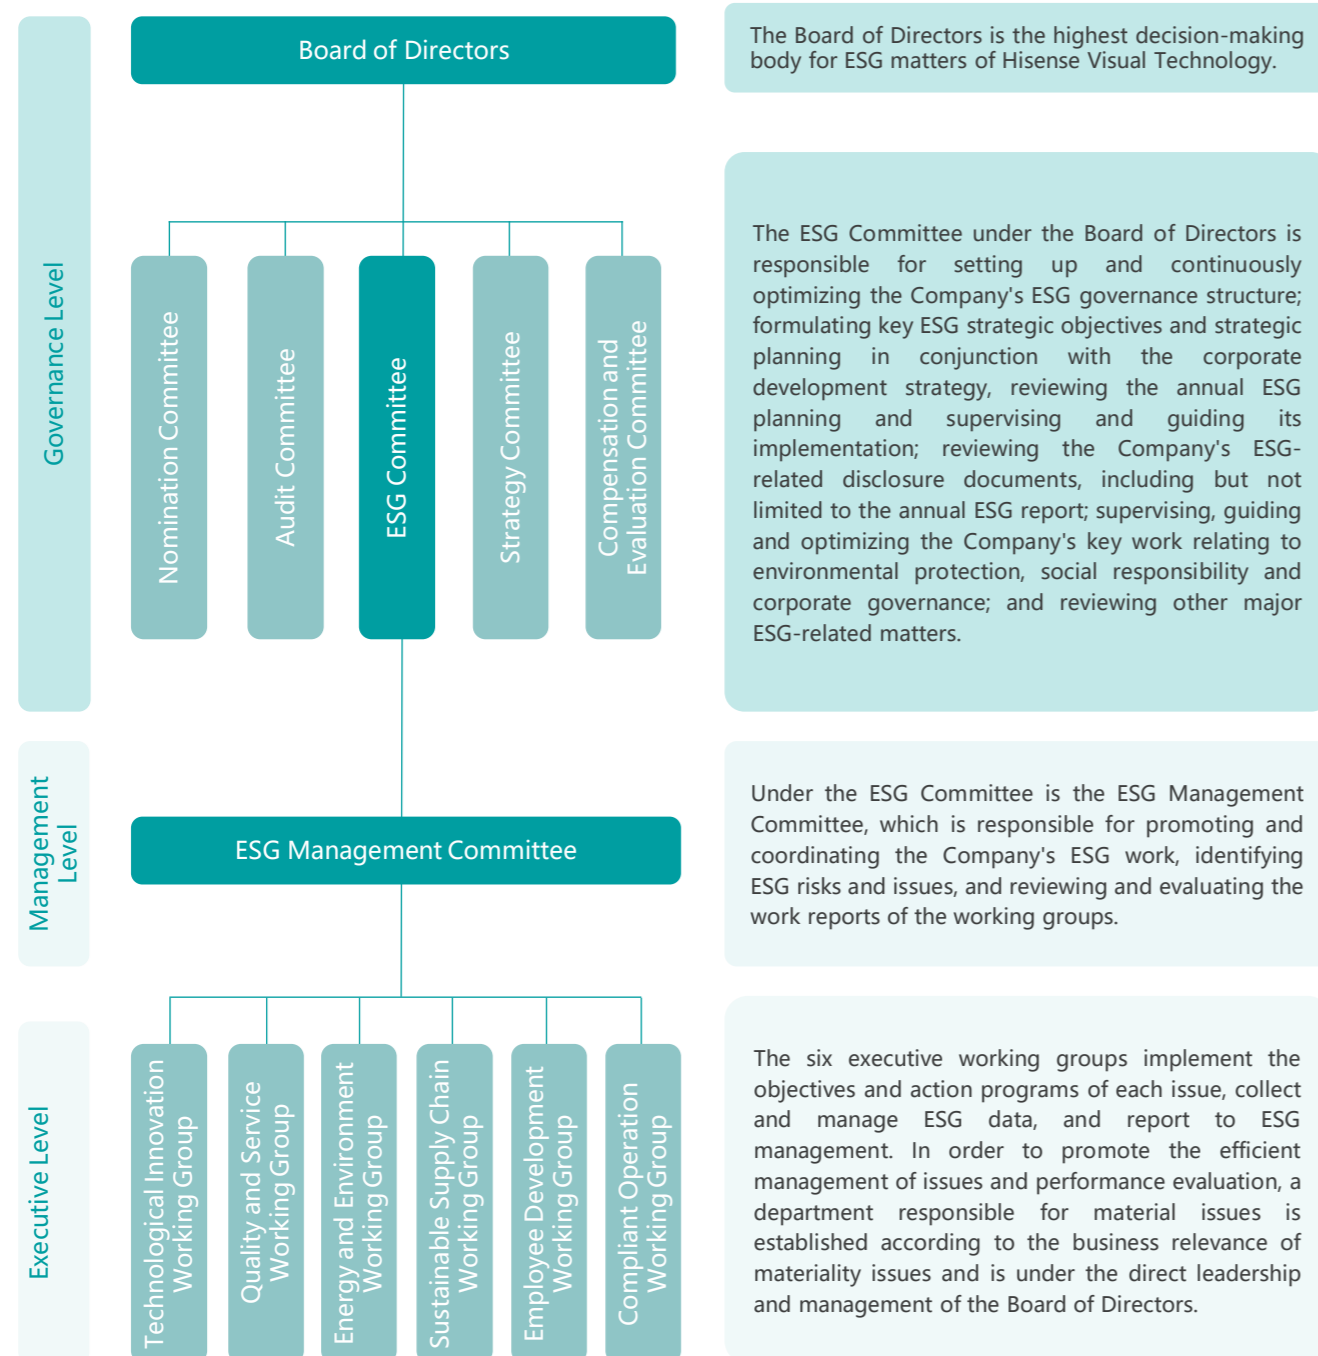 Board of Directors
The Board of Directors is the highest decision-making
body for ESG matters of Hisense Visual Technology.
Governance Level
Nomination Committee
Audit Committee
ESG Committee
Strategy Committee
Compensation and
Evaluation Committee
The ESG Committee under the Board of Directors is
responsible for setting up and continuously
optimizing the Company's ESG governance structure;
formulating key ESG strategic objectives and strategic
planning in conjunction with the corporate
development strategy, reviewing the annual ESG
planning and supervising and guiding its
implementation; reviewing the Company's ESG-
related disclosure documents, including but not
limited to the annual ESG report; supervising, guiding
and optimizing the Company's key work relating to
environmental protection, social responsibility and
corporate governance; and reviewing other major
ESG-related matters.
Management
Level
ESG Management Committee
Under the ESG Committee is the ESG Management
Committee, which is responsible for promoting and
coordinating the Company's ESG work, identifying
ESG risks and issues, and reviewing and evaluating the
work reports of the working groups.
Executive Level
Technological Innovation
Working Group
Quality and Service
Working Group
Energy and Environment
Working Group
Sustainable Supply Chain
Working Group
Employee Development
Working Group
Compliant Operation
Working Group
The six executive working groups implement the
objectives and action programs of each issue, collect
and manage ESG data, and report to ESG
management. In order to promote the efficient
management of issues and performance evaluation, a
department responsible for material issues is
established according to the business relevance of
materiality issues and is under the direct leadership
and management of the Board of Directors.